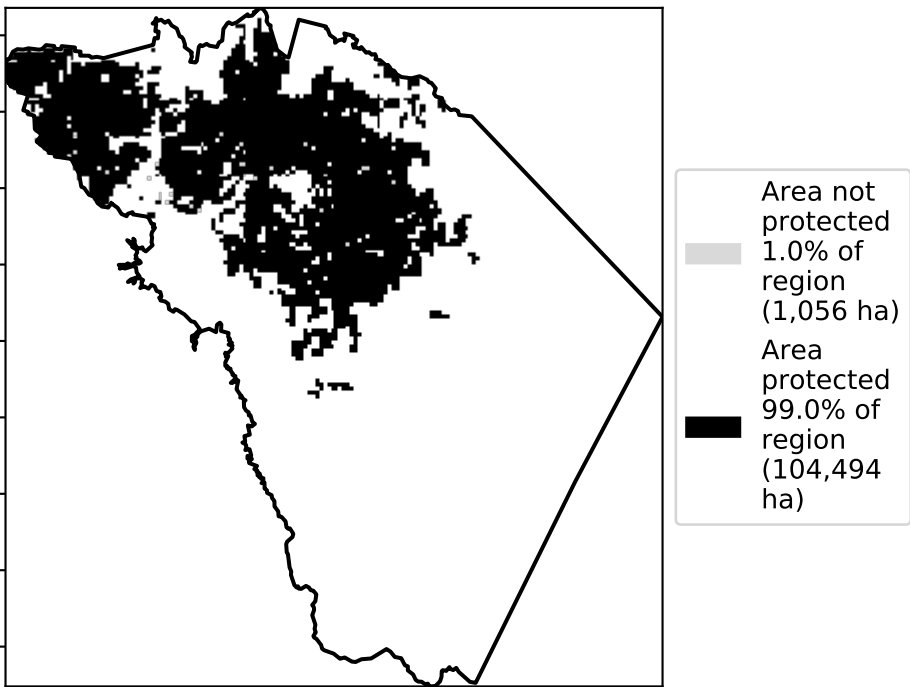 Area not
protected
1.0% of
region
(1,056 ha)
Area
protected
99.0% of
region
(104,494
ha)